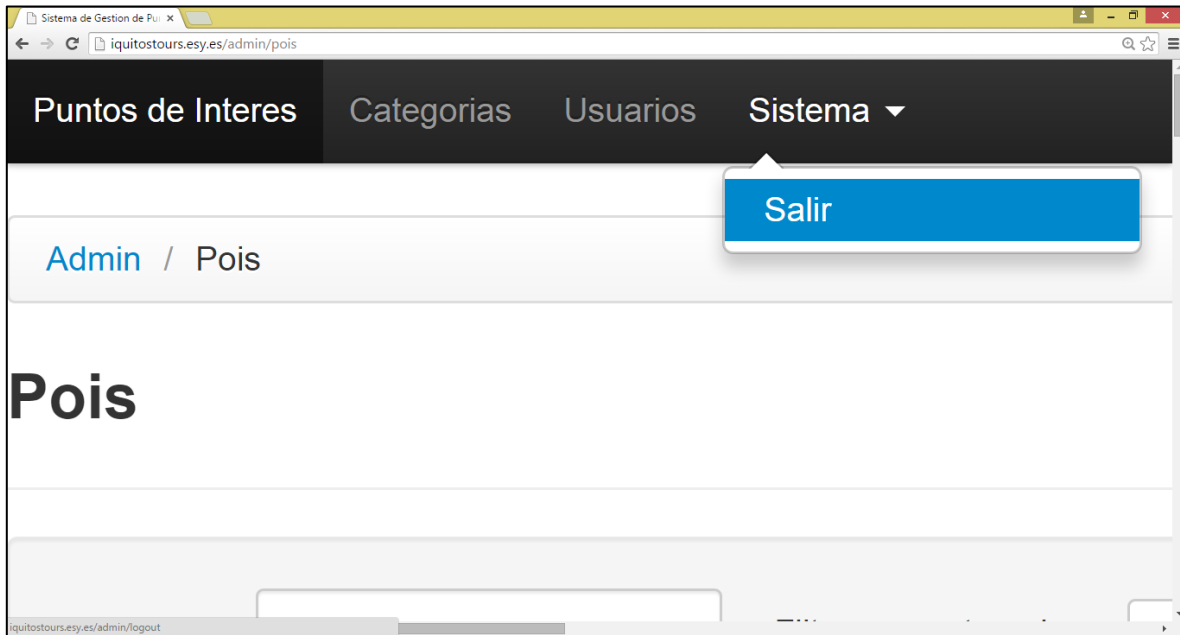 Sistema de Gestion de Pu
iquitostours.esy.es/admin/pois
Puntos de Interes Categorias Usuarios Sistema
Salir
Admin / Pois
Pois
iquitostours.esy.es/admin/logout